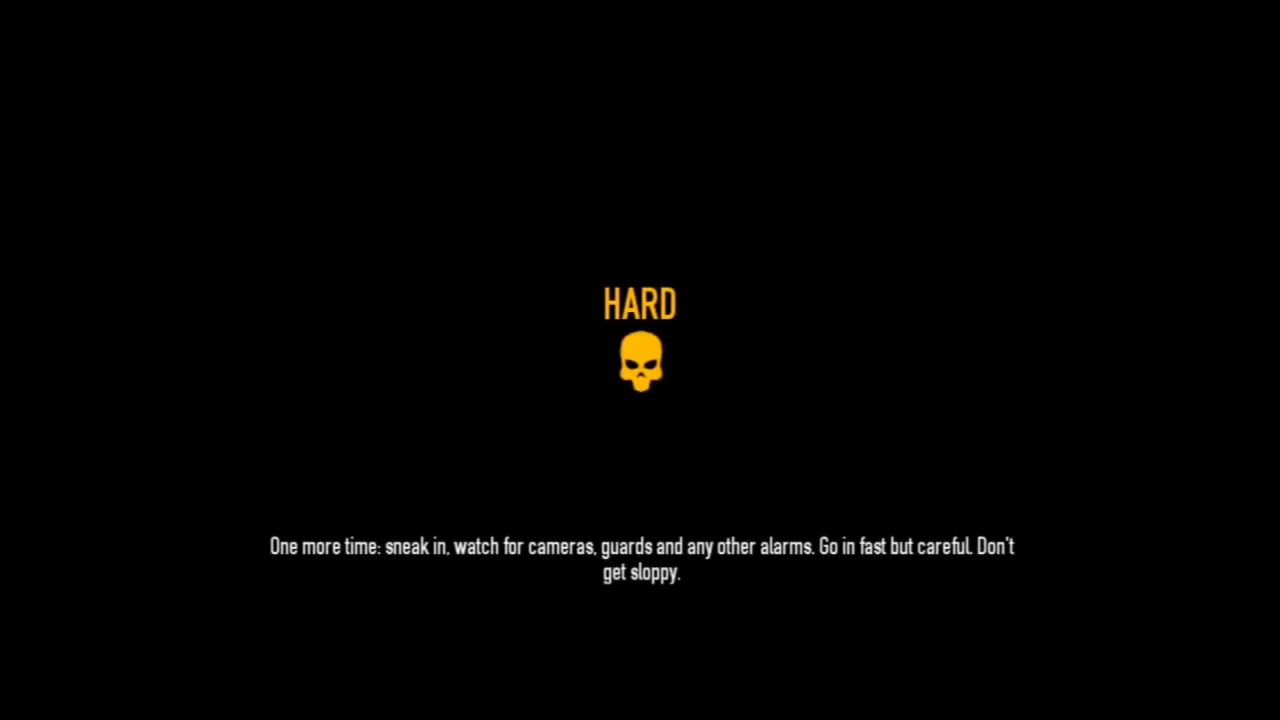 HARD
One more time: sneak in, watch for cameras, guards and any other alarms. Go in fast but careful. Don't
get sloppy.